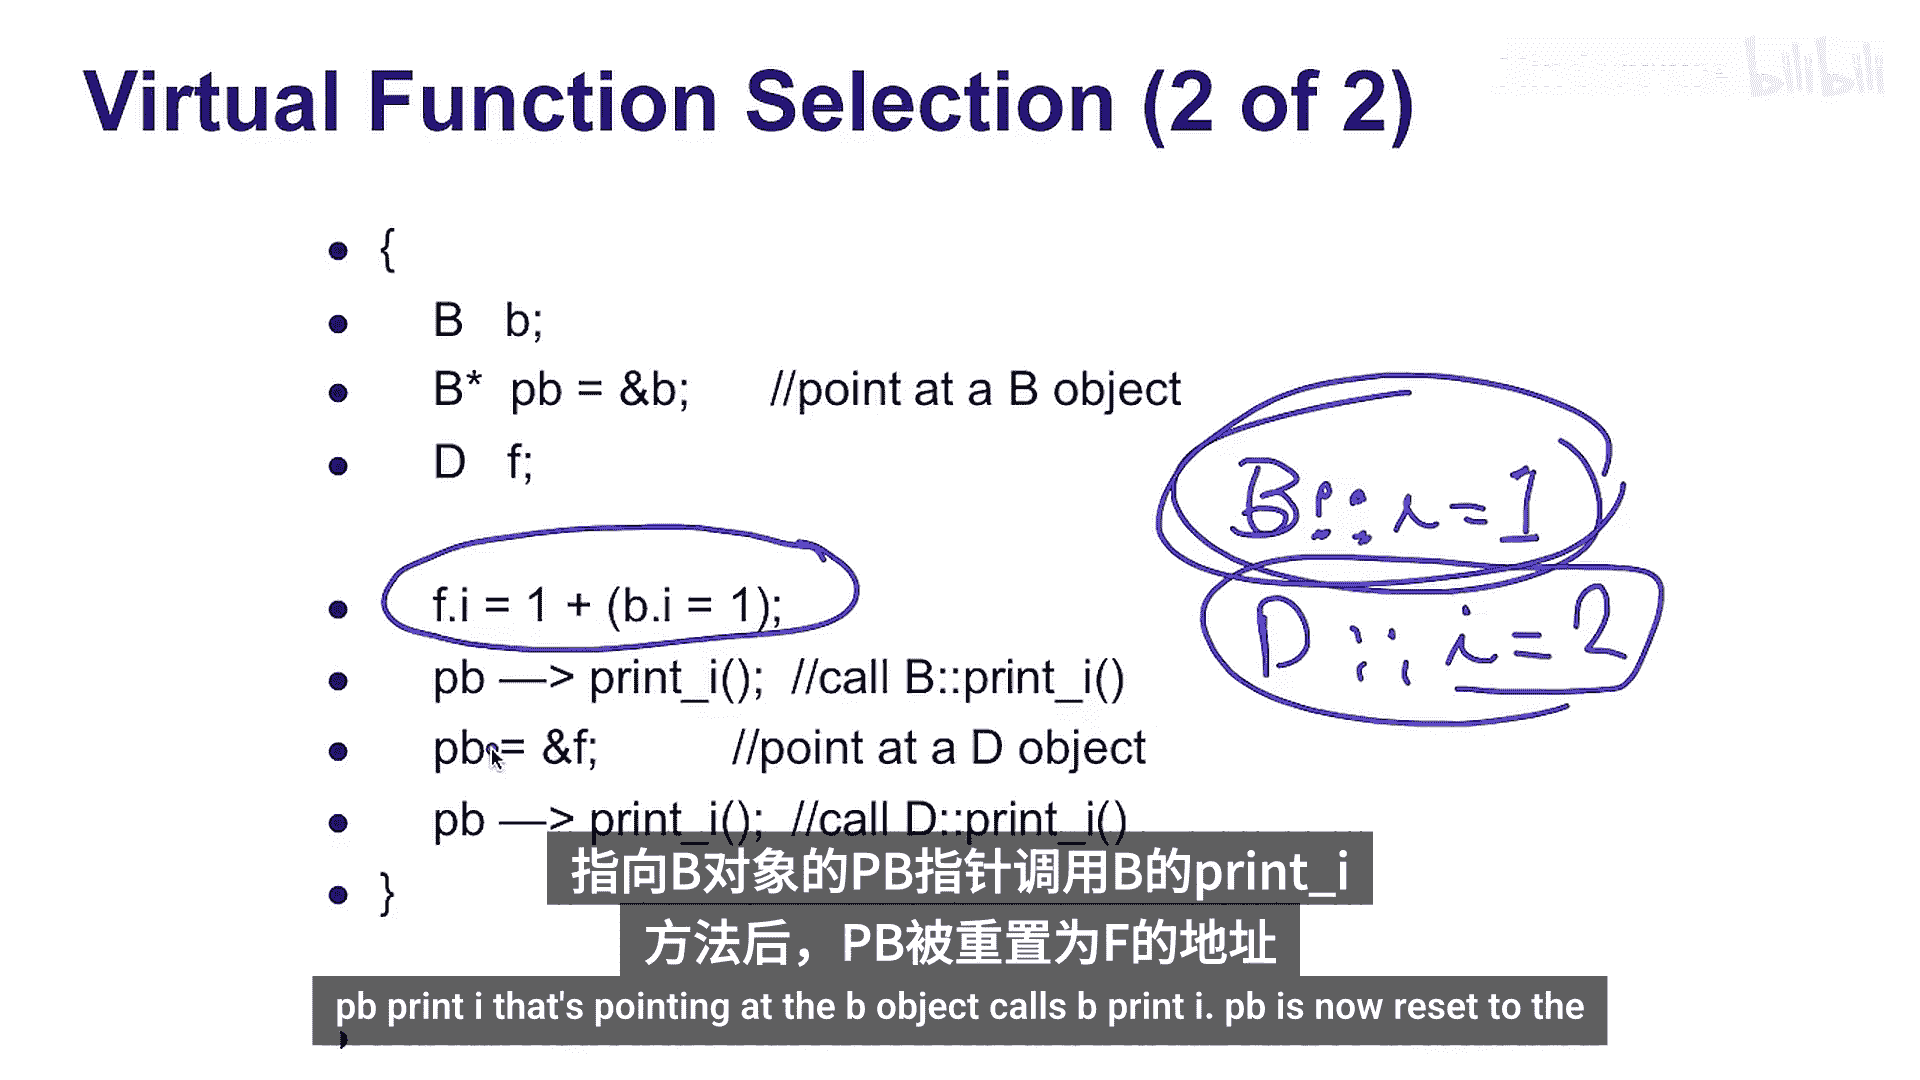 Virtual Function Selection (2 of 2)
bilibili
• {
• B b;
• B* pb = &b; //point at a B object
• D f;
B::i=1
• f.i = 1 + (b.i = 1);
D::i=2
• pb —> print_i(); //call B::print_i()
• pb = &f; //point at a D object
• pb —> print_i(); //call D::print_i()
• }
指向B对象的PB指针调用B的print_i
方法后，PB被重置为F的地址
pb print i that's pointing at the b object calls b print i. pb is now reset to the